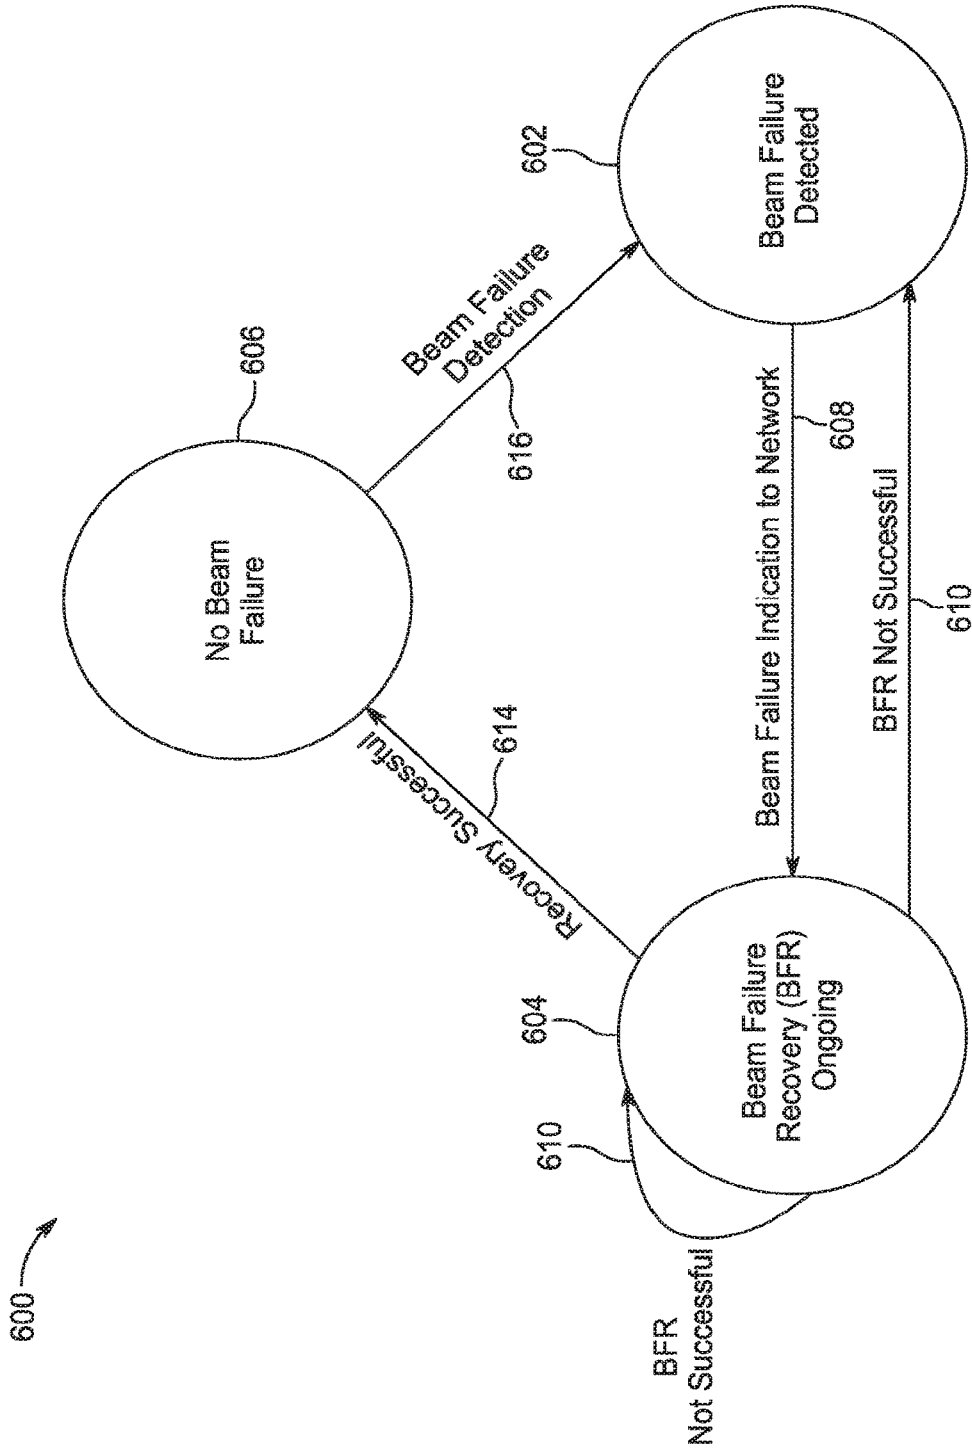 600
No Beam
Failure
606
Recovery Successful
614
Beam Failure
Detection
616
604
602
610
BFR
Not Successful
Beam Failure
Recovery (BFR)
Ongoing
Beam Failure Indication to Network
608
Beam Failure
Detected
BFR Not Successful
610